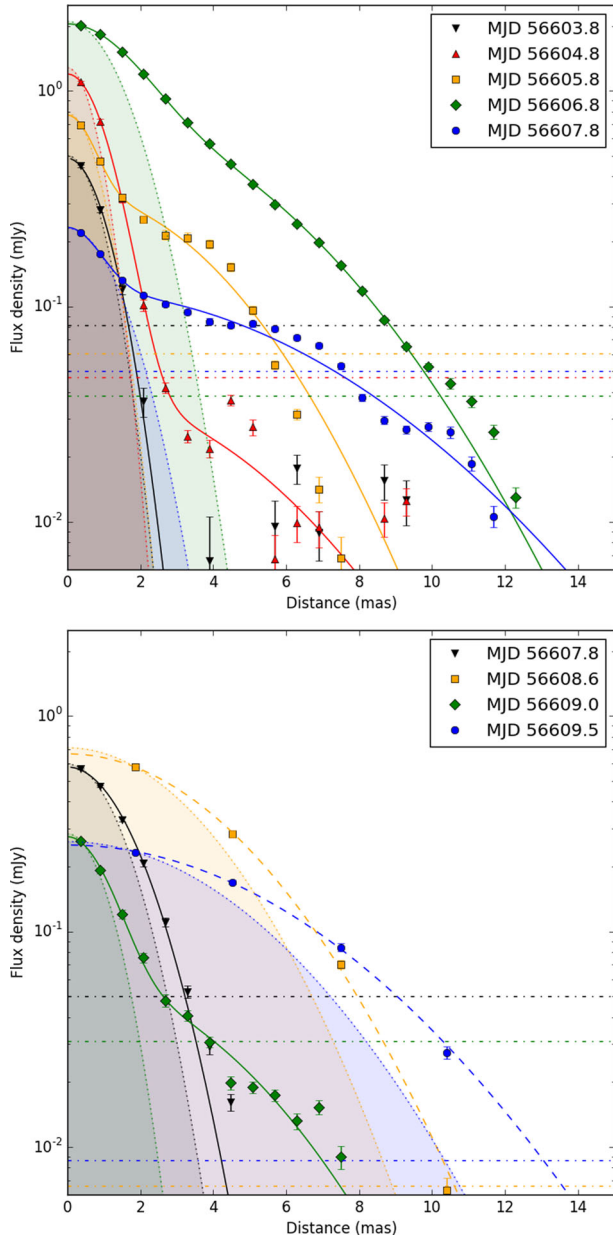 MJD 56603.8
MJD 56604.8
MJD 56605.8
MJD 56606.8
MJD 56607.8
Flux density (mJy)
10⁰
10⁻¹
10⁻²
0 2 4 6 8 10 12 14
Distance (mas)
MJD 56607.8
MJD 56608.6
MJD 56609.0
MJD 56609.5
Flux density (mJy)
10⁰
10⁻¹
10⁻²
0 2 4 6 8 10 12 14
Distance (mas)